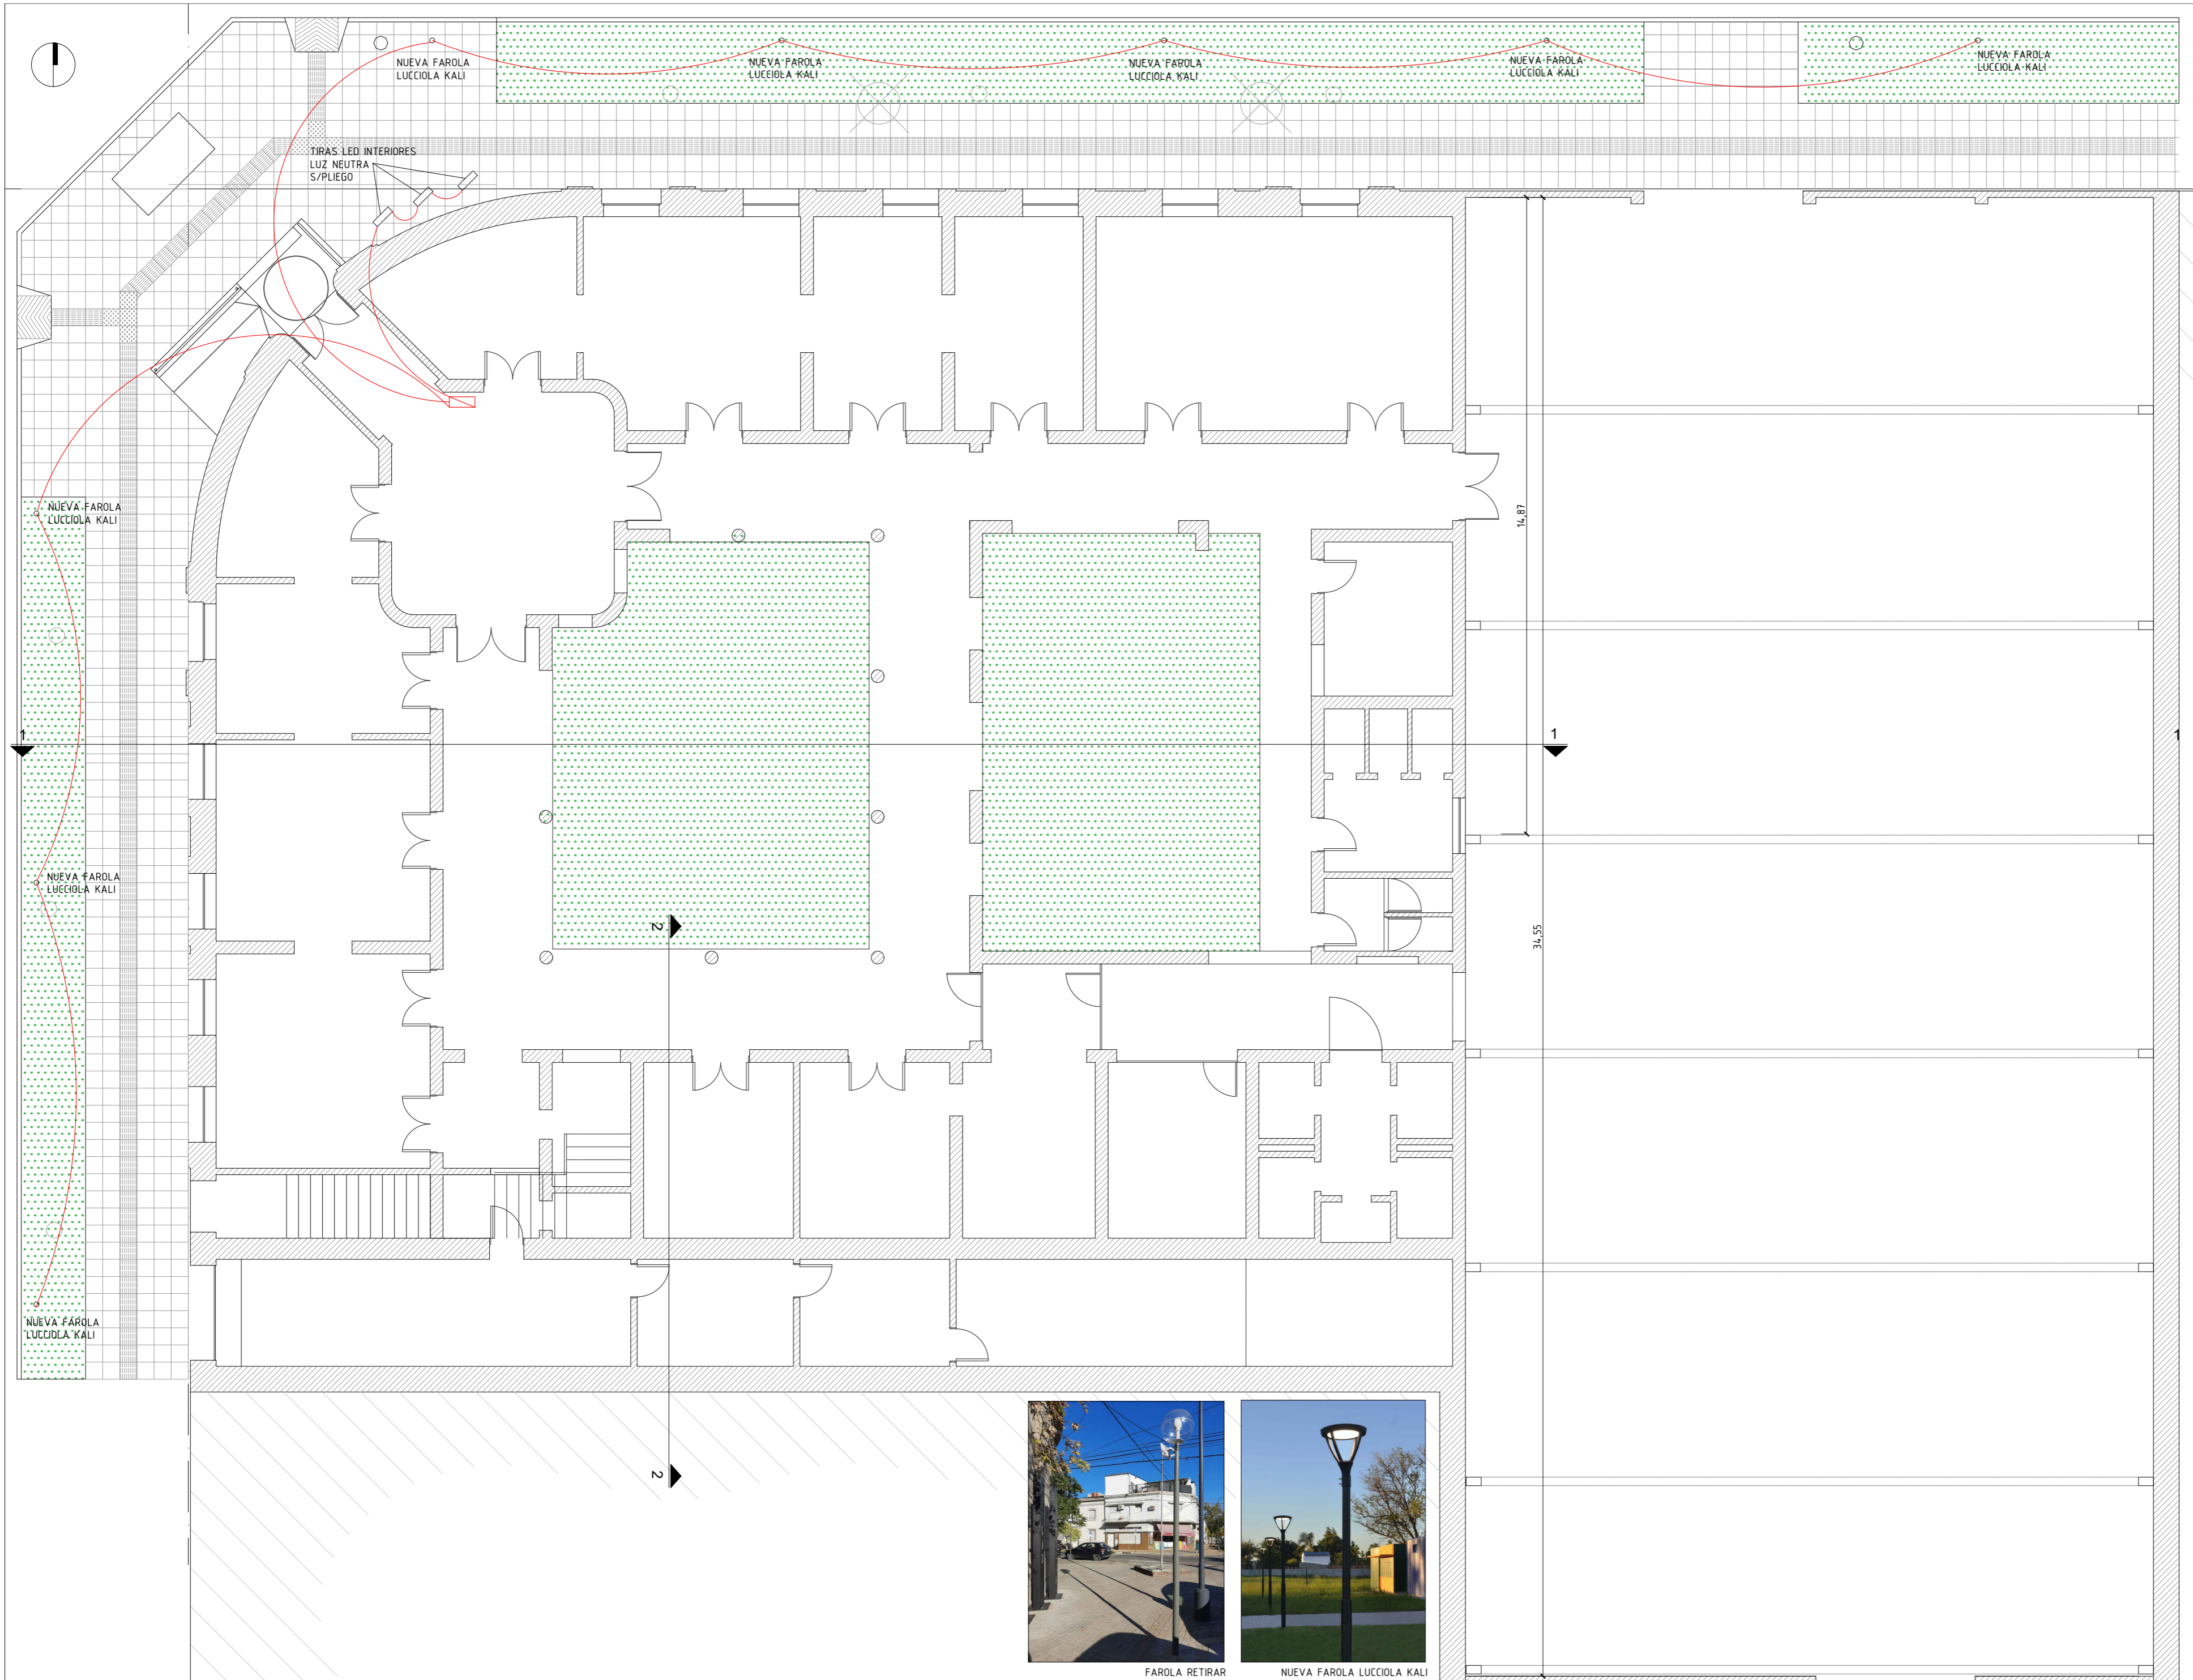 NUEVA FAROLA
LUCCIOLA KALI
NUEVA FAROLA
LUCCIOLA KALI
NUEVA FAROLA
LUCCIOLA KALI
NUEVA FAROLA
LUCCIOLA KALI
NUEVA FAROLA
LUCCIOLA KALI
TIRAS LED INTERIORES
LUZ NEUTRA
S/PLIEGO
NUEVA FAROLA
LUCCIOLA KALI
14,87
1
1
1
NUEVA FAROLA
LUCCIOLA KALI
2
34,55
NUEVA FAROLA
LUCCIOLA KALI
2
FAROLA RETIRAR
NUEVA FAROLA LUCCIOLA KALI